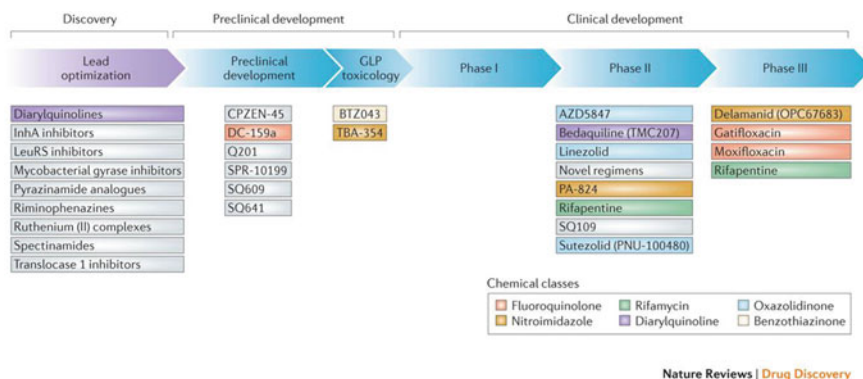 Discovery
Preclinical development
Clinical development
Lead
optimization
Preclinical
development
GLP
toxicology
Phase I
Phase II
Phase III
Diarylquinolines
InhA inhibitors
LeuRS inhibitors
Mycobacterial gyrase inhibitors
Pyrazinamide analogues
Riminophenazines
Ruthenium (II) complexes
Spectinamides
Translocase 1 inhibitors
CPZEN-45
DC-159a
Q201
SPR-10199
SQ609
SQ641
BTZ043
TBA-354
AZD5847
Bedaquiline (TMC207)
Linezolid
Novel regimens
PA-824
Rifapentine
SQ109
Sutezolid (PNU-100480)
Delamanid (OPC67683)
Gatifloxacin
Moxifloxacin
Rifapentine
Chemical classes
Fluoroquinolone
Rifamycin
Oxazolidinone
Nitroimidazole
Diarylquinoline
Benzothiazinone
Nature Reviews | Drug Discovery